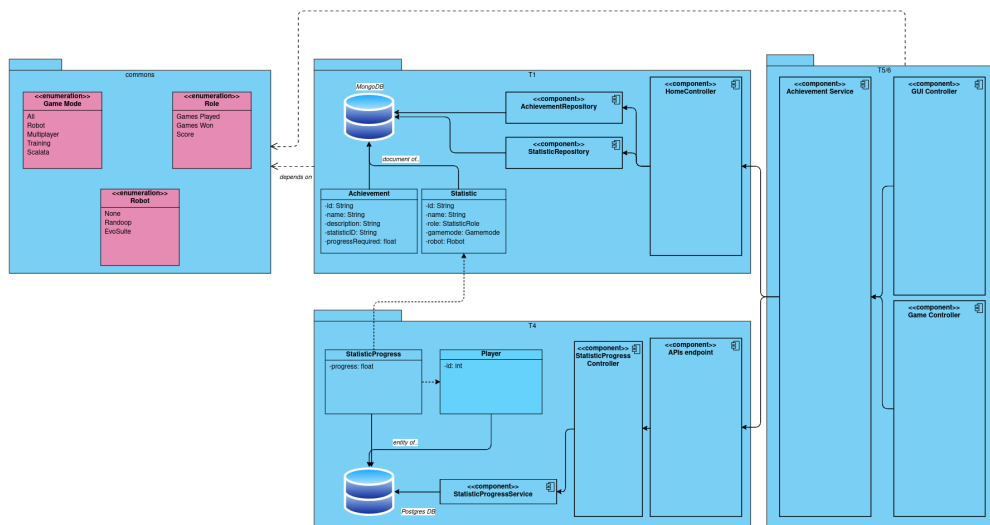 commons
<<enumeration>>
Game Mode
All
Robot
Multiplayer
Training
Scalata
<<enumeration>>
Role
Games Played
Games Won
Score
<<enumeration>>
Robot
None
Randoop
EvoSuite
depends on
T1
MongoDB
<<component>>
AchievementRepository
<<component>>
StatisticRepository
<<component>>
HomeController
document of..
Achievement
-id: String
-name: String
-description: String
-statisticID: String
-progressRequired: float
Statistic
-id: String
-name: String
-role: StatisticRole
-gamemode: Gamemode
-robot: Robot
T4
StatisticProgress
-progress: float
Player
-id: int
entity of..
Postgres DB
<<component>>
StatisticProgressService
<<component>>
StatisticProgress
Controller
<<component>>
APIs endpoint
T5/6
<<component>>
Achievement Service
<<component>>
GUI Controller
<<component>>
Game Controller